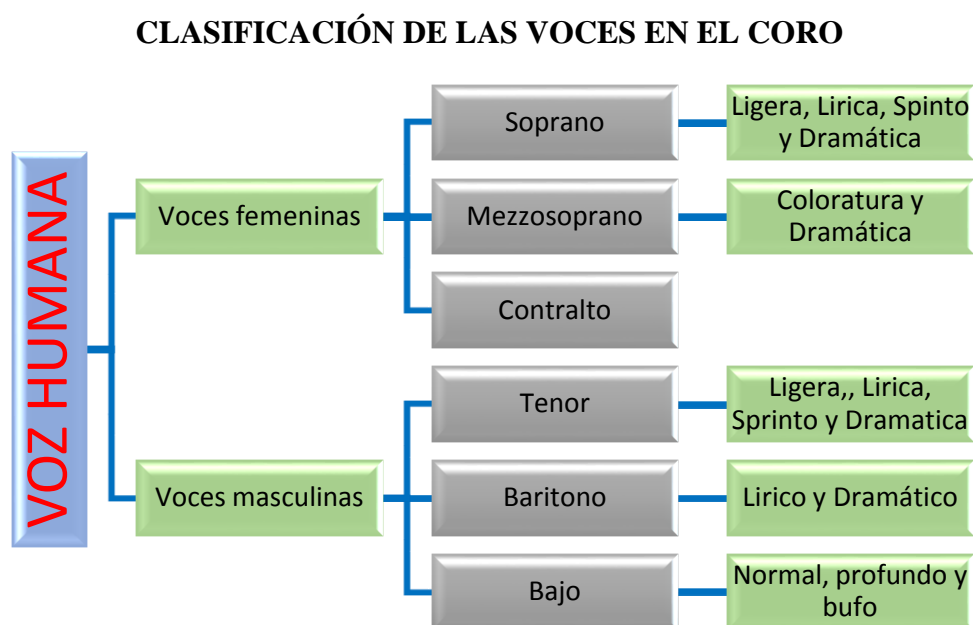 CLASIFICACIÓN DE LAS VOCES EN EL CORO
VOZ HUMANA
Voces femeninas
Soprano
Ligera, Lirica, Spinto
y Dramática
Mezzosoprano
Coloratura y
Dramática
Contralto
Voces masculinas
Tenor
Ligera,, Lirica,
Sprinto y Dramatica
Baritono
Lirico y Dramático
Bajo
Normal, profundo y
bufo